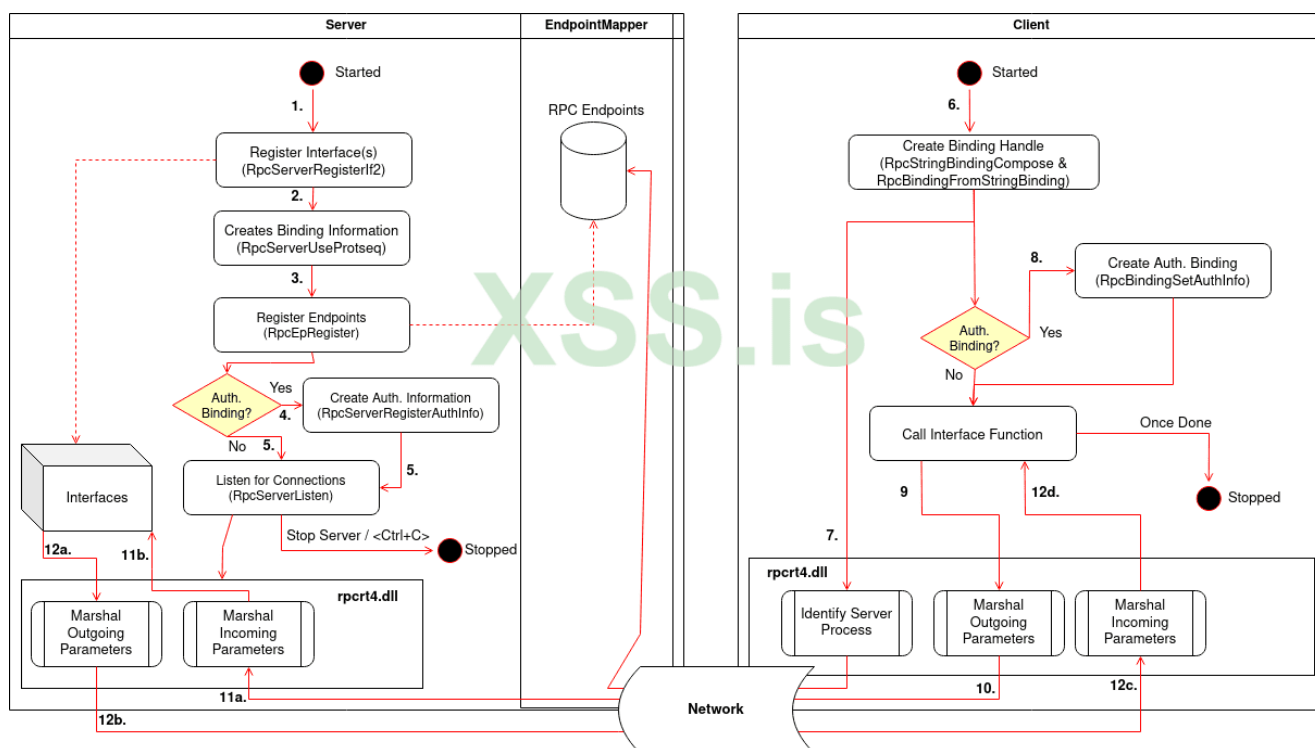 Server
EndpointMapper
Client
Started
1.
Register Interface(s)
(RpcServerRegisterIf2)
2.
Creates Binding Information
(RpcServerUseProtseq)
3.
Register Endpoints
(RpcEpRegister)
Auth.
Binding?
Yes
4.
Create Auth. Information
(RpcServerRegisterAuthInfo)
No
5.
5.
Listen for Connections
(RpcServerListen)
Stop Server / <Ctrl+C>
Stopped
Interfaces
12a.
11b.
rpcrt4.dll
Marshal
Outgoing
Parameters
Marshal
Incoming
Parameters
11a.
12b.
RPC Endpoints
XSS.is
Started
6.
Create Binding Handle
(RpcStringBindingCompose &
RpcBindingFromStringBinding)
8.
Create Auth. Binding
(RpcBindingSetAuthInfo)
Auth.
Binding?
Yes
No
Call Interface Function
Once Done
Stopped
9
12d.
7.
rpcrt4.dll
Identify Server
Process
Marshal
Outgoing
Parameters
Marshal
Incoming
Parameters
10.
12c.
Network